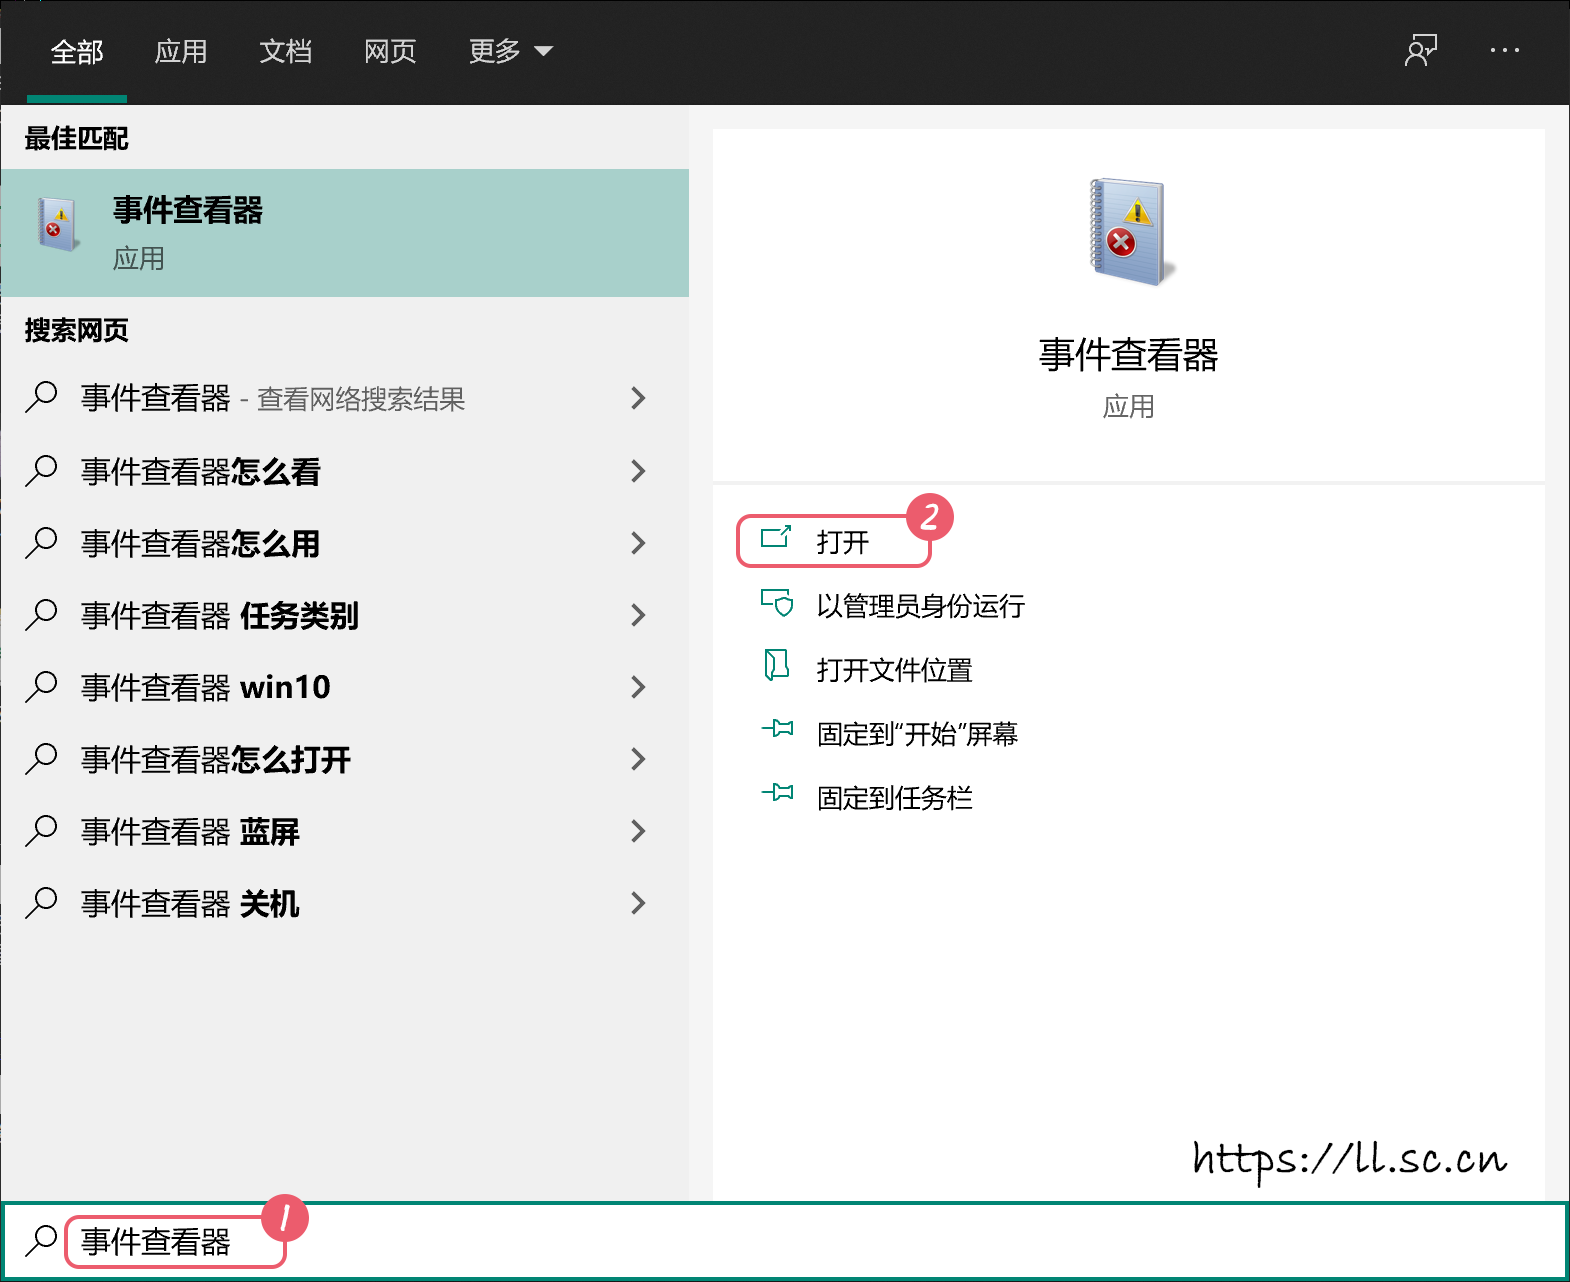 全部 应用 文档 网页 更多
最佳匹配
事件查看器
应用
搜索网页
事件查看器 - 查看网络搜索结果
事件查看器怎么看
事件查看器怎么用
事件查看器 任务类别
事件查看器 win10
事件查看器怎么打开
事件查看器 蓝屏
事件查看器 关机
事件查看器
应用
打开 2
以管理员身份运行
打开文件位置
固定到“开始”屏幕
固定到任务栏
https://ll.sc.cn
事件查看器 1